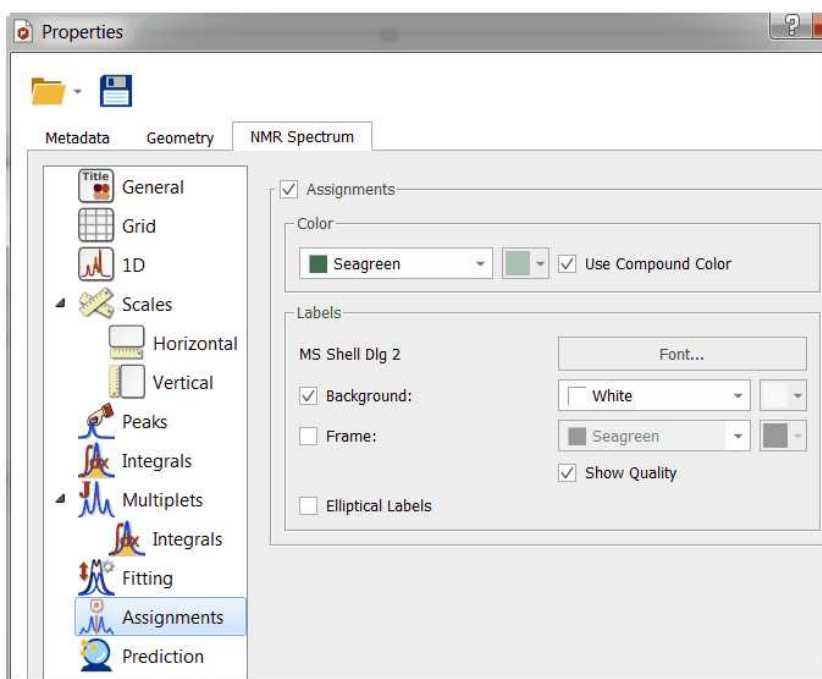 Properties
?
Metadata Geometry NMR Spectrum
Title
General
Grid
1D
Scales
Horizontal
Vertical
Peaks
∫dx
Integrals
J
Multiplets
∫dx
Integrals
Fitting
Assignments
Prediction
Assignments
Color
Seagreen
Use Compound Color
Labels
MS Shell Dlg 2
Font...
Background:
White
Frame:
Seagreen
Show Quality
Elliptical Labels